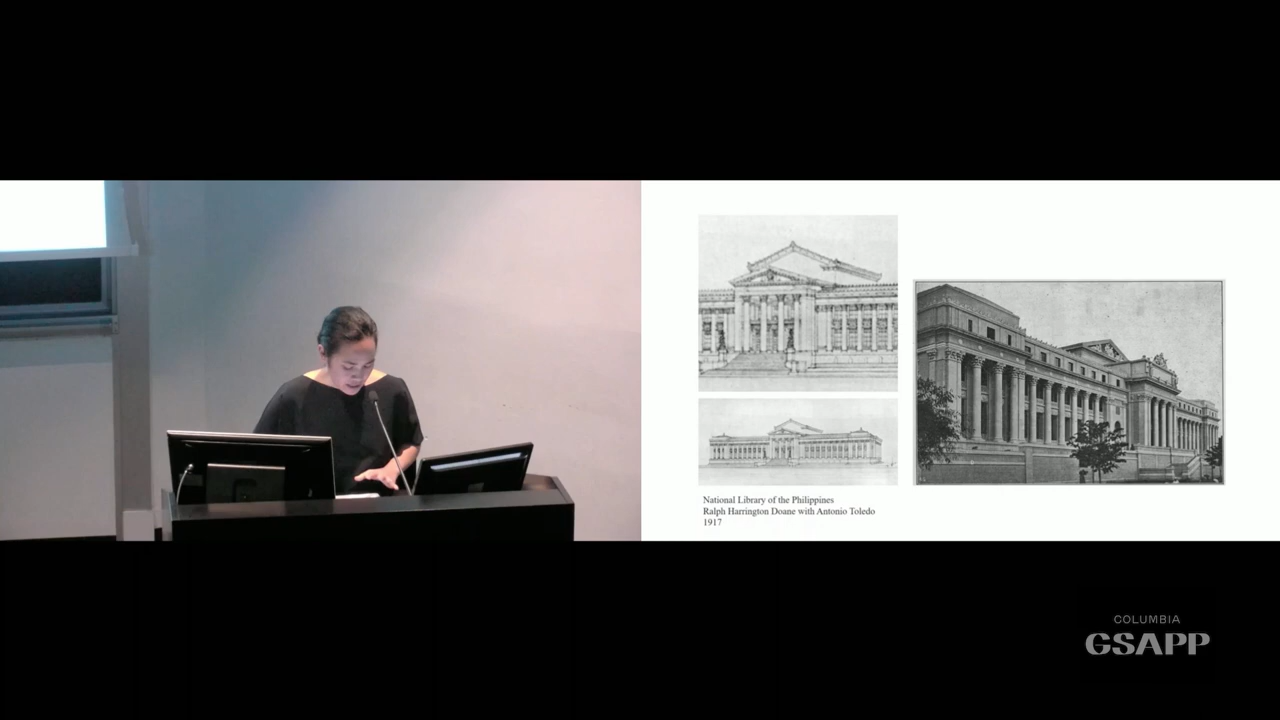 National Library of the Philippines
Ralph Harrington Doane with Antonio Toledo
1917
COLUMBIA
GSAPP